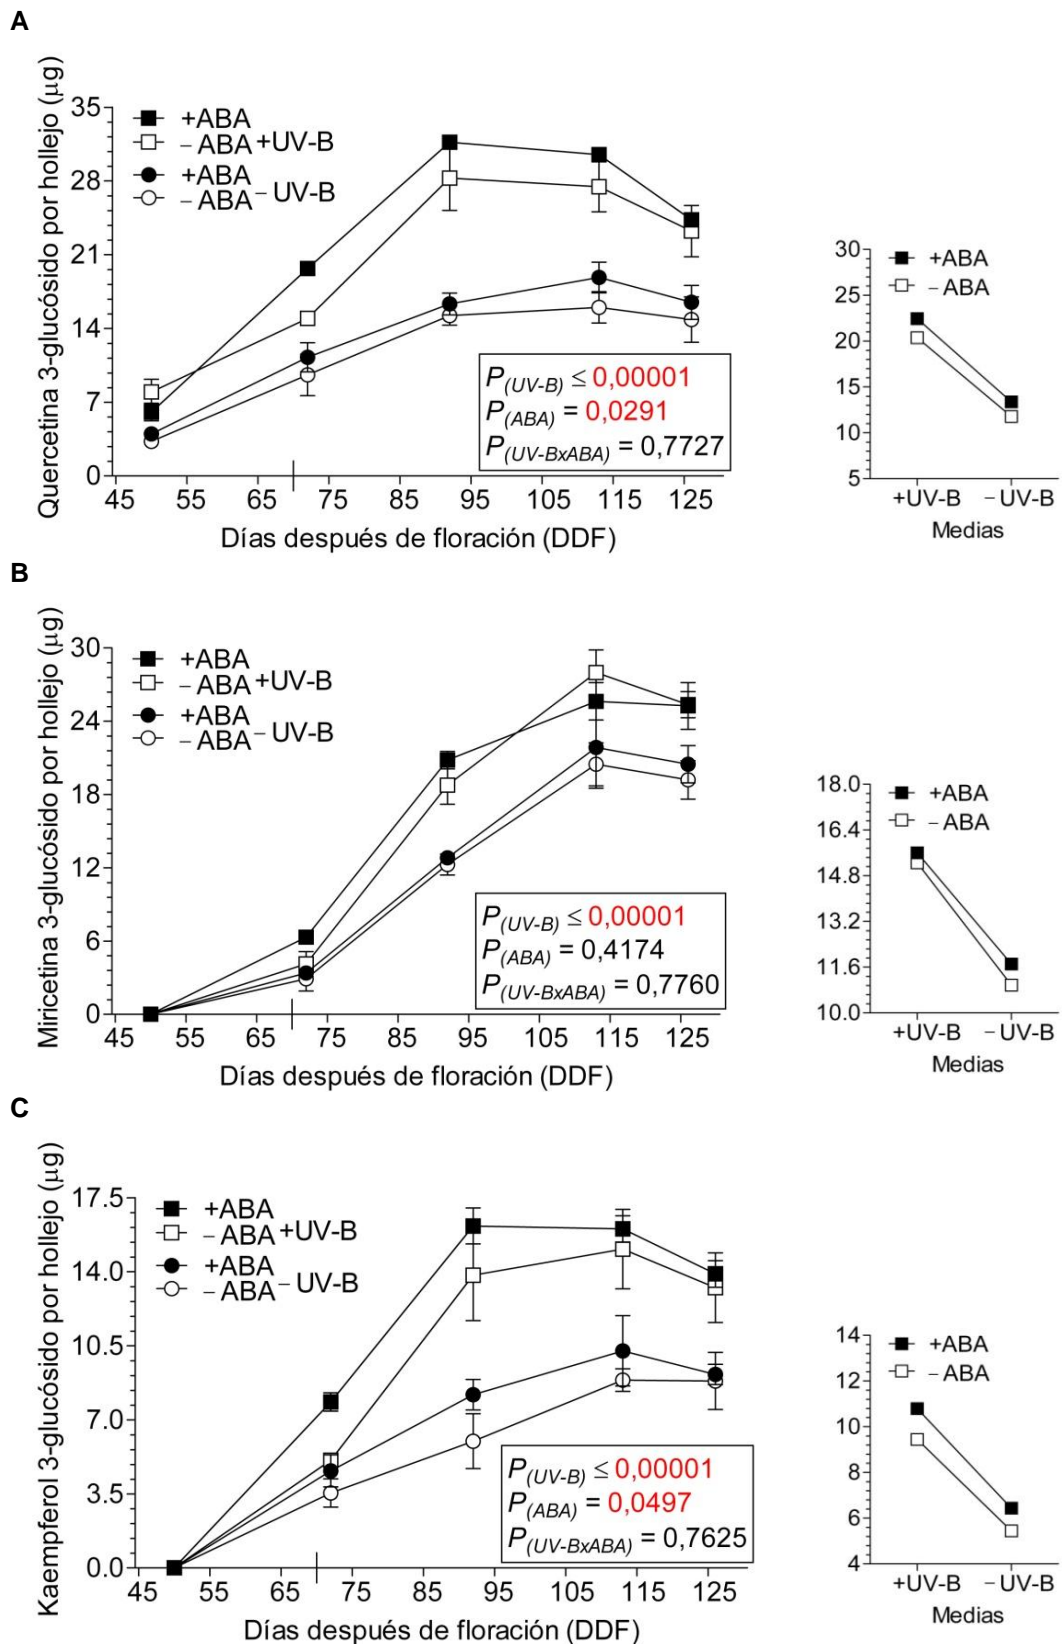 A
Quercetina 3-glucósido por hollejo (µg)
35
28
21
14
7
0
+ABA
−ABA +UV-B
+ABA
−ABA − UV-B
P(UV-B) ≤ 0,00001
P(ABA) = 0,0291
P(UV-BxABA) = 0,7727
45 55 65 75 85 95 105 115 125
Días después de floración (DDF)
30
25
20
15
10
5
+ABA
−ABA
+UV-B −UV-B
Medias
B
Miricetina 3-glucósido por hollejo (µg)
30
24
18
12
6
0
+ABA
−ABA +UV-B
+ABA
−ABA − UV-B
P(UV-B) ≤ 0,00001
P(ABA) = 0,4174
P(UV-BxABA) = 0,7760
45 55 65 75 85 95 105 115 125
Días después de floración (DDF)
18.0
16.4
14.8
13.2
11.6
10.0
+ABA
−ABA
+UV-B −UV-B
Medias
C
Kaempferol 3-glucósido por hollejo (µg)
17.5
14.0
10.5
7.0
3.5
0.0
+ABA
−ABA +UV-B
+ABA
−ABA − UV-B
P(UV-B) ≤ 0,00001
P(ABA) = 0,0497
P(UV-BxABA) = 0,7625
45 55 65 75 85 95 105 115 125
Días después de floración (DDF)
14
12
10
8
6
4
+ABA
−ABA
+UV-B −UV-B
Medias